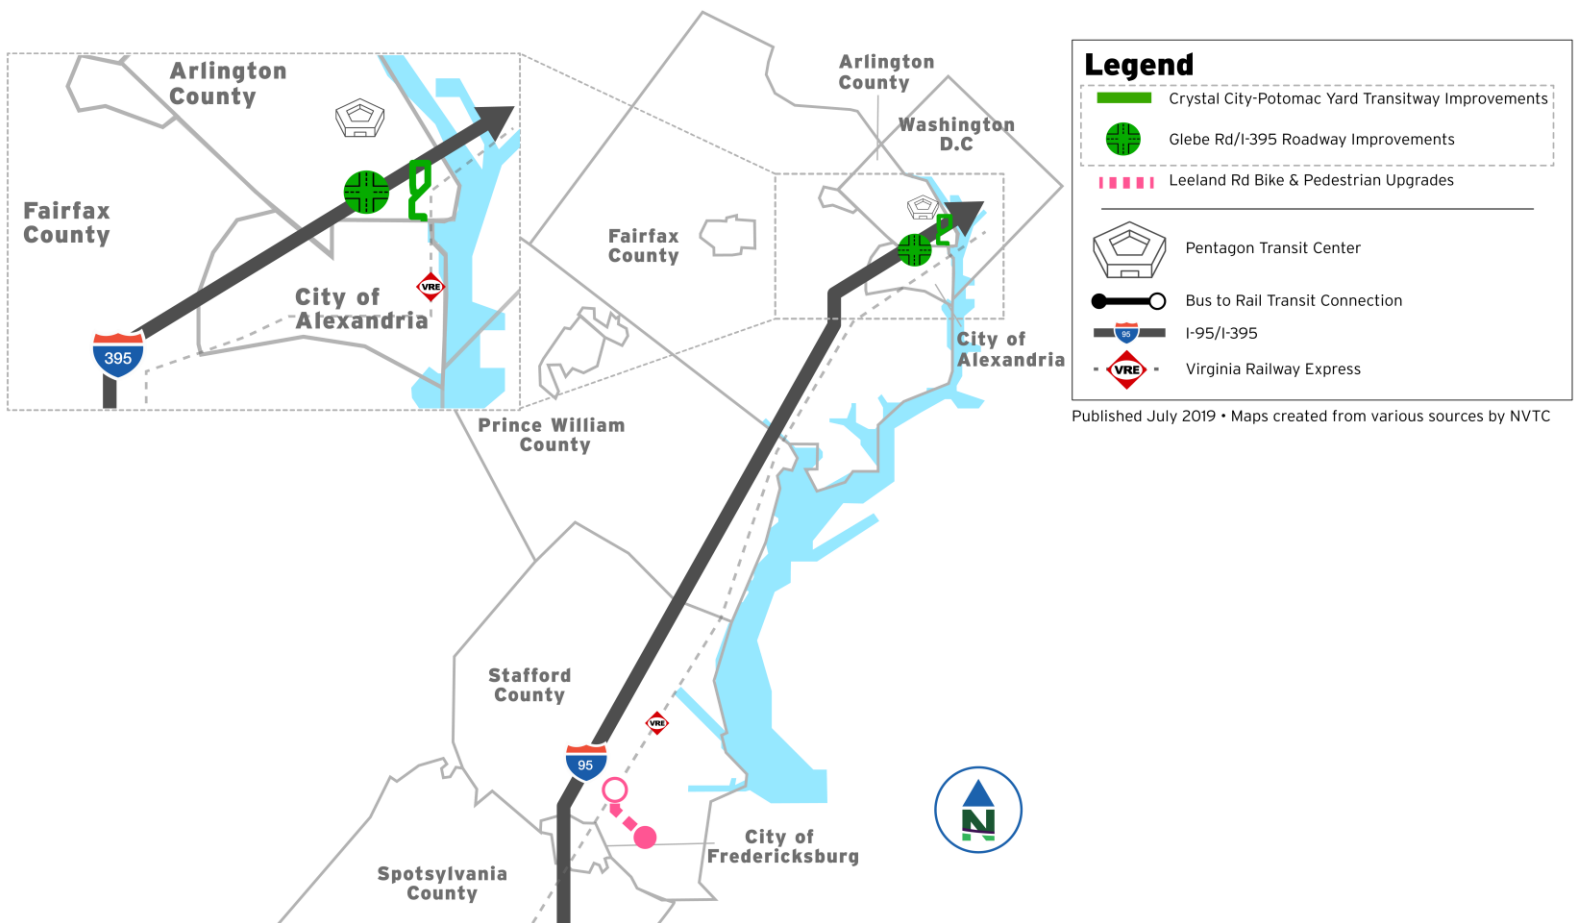 Arlington
County
Fairfax
County
City of
Alexandria
VRE
395
Arlington
County
Washington
D.C
Fairfax
County
City of
Alexandria
Prince William
County
Stafford
County
VRE
95
City of
Fredericksburg
Spotsylvania
County
N
Legend
Crystal City-Potomac Yard Transitway Improvements
Glebe Rd/I-395 Roadway Improvements
Leeland Rd Bike & Pedestrian Upgrades
Pentagon Transit Center
Bus to Rail Transit Connection
95
I-95/I-395
VRE
Virginia Railway Express
Published July 2019 • Maps created from various sources by NVTC